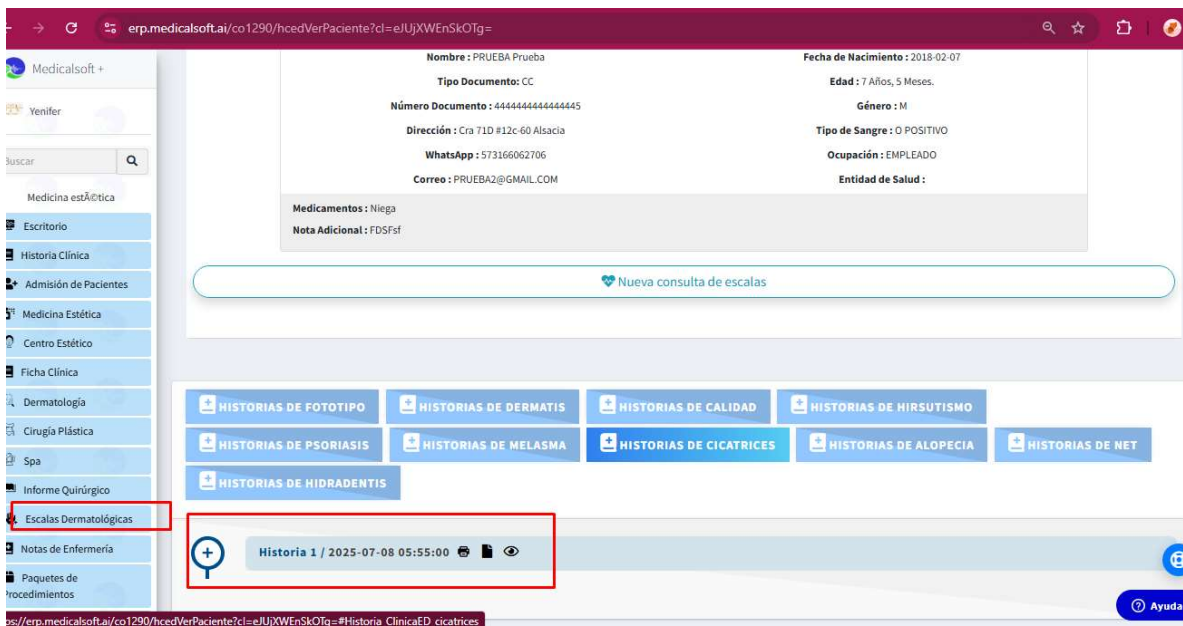 erp.medicalsoft.ai/co1290/hcedVerPaciente?cl=eJUjXWEnSkOTg=
Medicalsoft +
Yenifer
Buscar
Medicina estÃ©tica
Escritorio
Historia Clínica
Admisión de Pacientes
Medicina Estética
Centro Estético
Ficha Clínica
Dermatología
Cirugía Plástica
Spa
Informe Quirúrgico
Escalas Dermatológicas
Notas de Enfermería
Paquetes de
Procedimientos
Nombre : PRUEBA Prueba
Fecha de Nacimiento : 2018-02-07
Tipo Documento: CC
Edad : 7 Años, 5 Meses.
Número Documento : 4444444444444445
Género : M
Dirección : Cra 71D #12c-60 Alsacia
Tipo de Sangre : O POSITIVO
WhatsApp : 573166062706
Ocupación : EMPLEADO
Correo : PRUEBA2@GMAIL.COM
Entidad de Salud :
Medicamentos : Niega
Nota Adicional : FDSFsf
Nueva consulta de escalas
HISTORIAS DE FOTOTIPO
HISTORIAS DE DERMATIS
HISTORIAS DE CALIDAD
HISTORIAS DE HIRSUTISMO
HISTORIAS DE PSORIASIS
HISTORIAS DE MELASMA
HISTORIAS DE CICATRICES
HISTORIAS DE ALOPECIA
HISTORIAS DE NET
HISTORIAS DE HIDRADENTIS
Historia 1 / 2025-07-08 05:55:00
Ayuda
ps://erp.medicalsoft.ai/co1290/hcedVerPaciente?cl=eJUjXWEnSkOTg=#Historia_ClinicaED_cicatrices